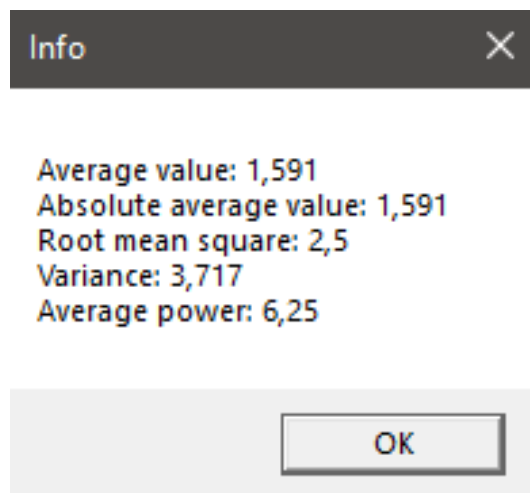 Info
Average value: 1,591
Absolute average value: 1,591
Root mean square: 2,5
Variance: 3,717
Average power: 6,25
OK